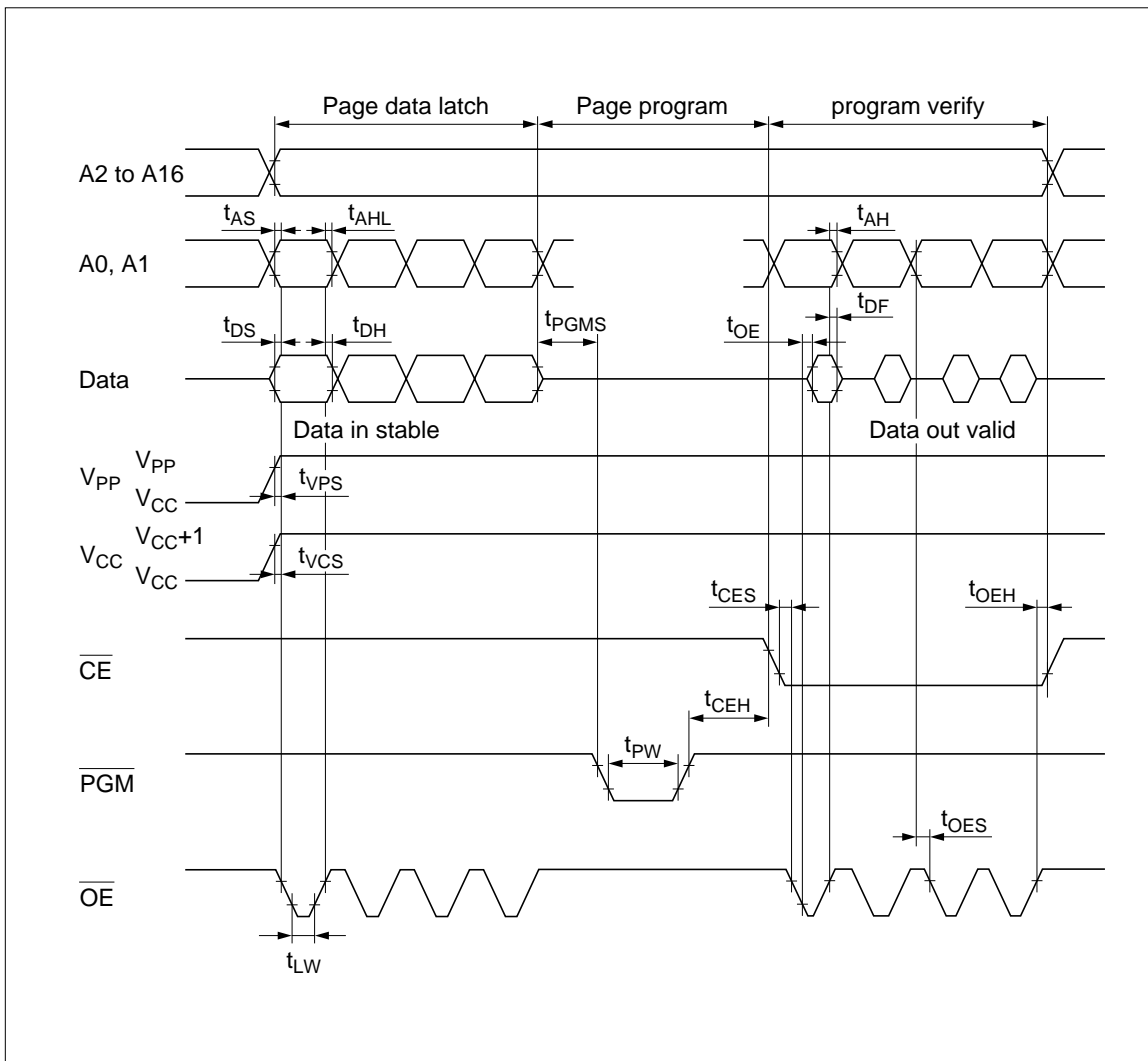 Page data latch Page program program verify
A2 to A16
tAS tAHL tAH
A0, A1
tDS tDH tPGMS tOE tDF
Data
Data in stable Data out valid
VPP VPP
VCC tVPS
VCC VCC+1
VCC tVCS
tCES tOEH
CE
tCEH
tPW
PGM
tOES
OE
tLW